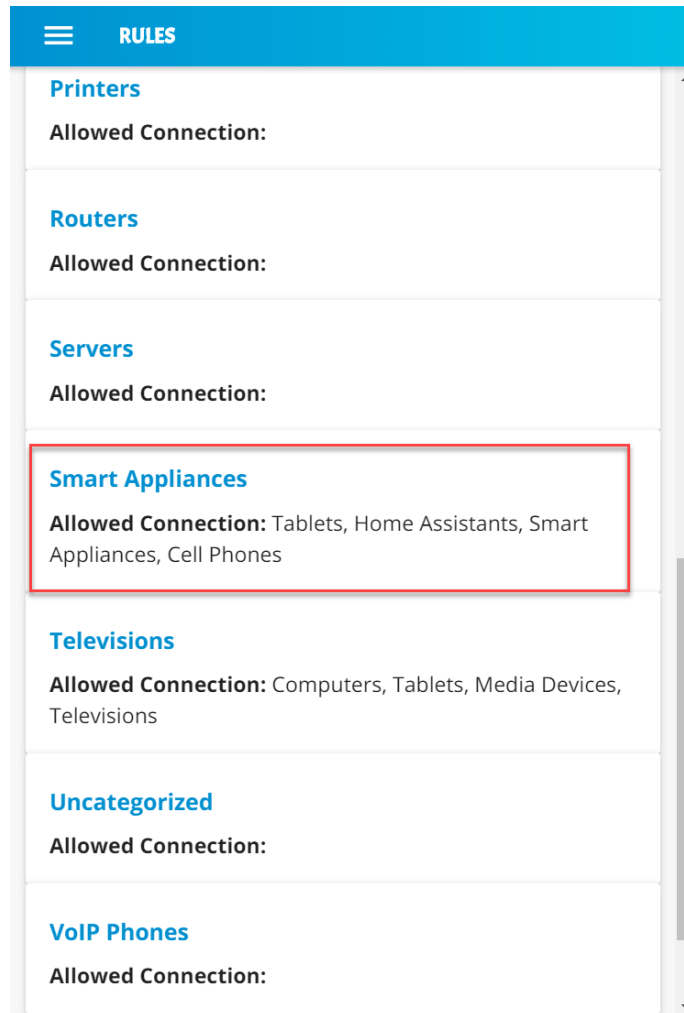 RULES
Printers
Allowed Connection:
Routers
Allowed Connection:
Servers
Allowed Connection:
Smart Appliances
Allowed Connection: Tablets, Home Assistants, Smart
Appliances, Cell Phones
Televisions
Allowed Connection: Computers, Tablets, Media Devices,
Televisions
Uncategorized
Allowed Connection:
VoIP Phones
Allowed Connection: